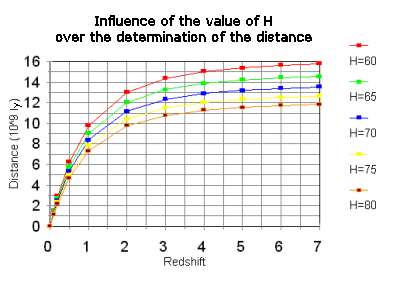 Influence of the value of H
over the determination of the distance
Distance (10^9 ly)
16
14
12
10
8
6
4
2
0
0 1 2 3 4 5 6 7
Redshift
H=60
H=65
H=70
H=75
H=80